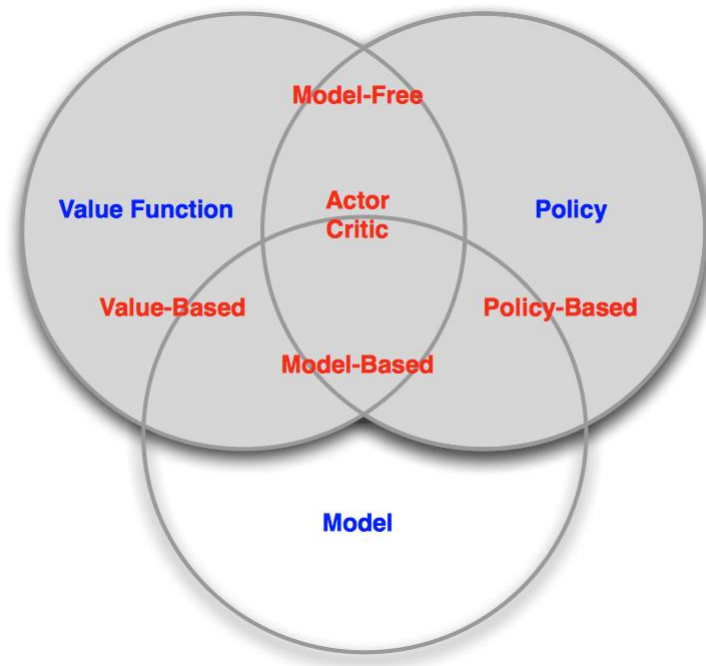 Model-Free
Actor
Critic
Value Function
Policy
Value-Based
Policy-Based
Model-Based
Model